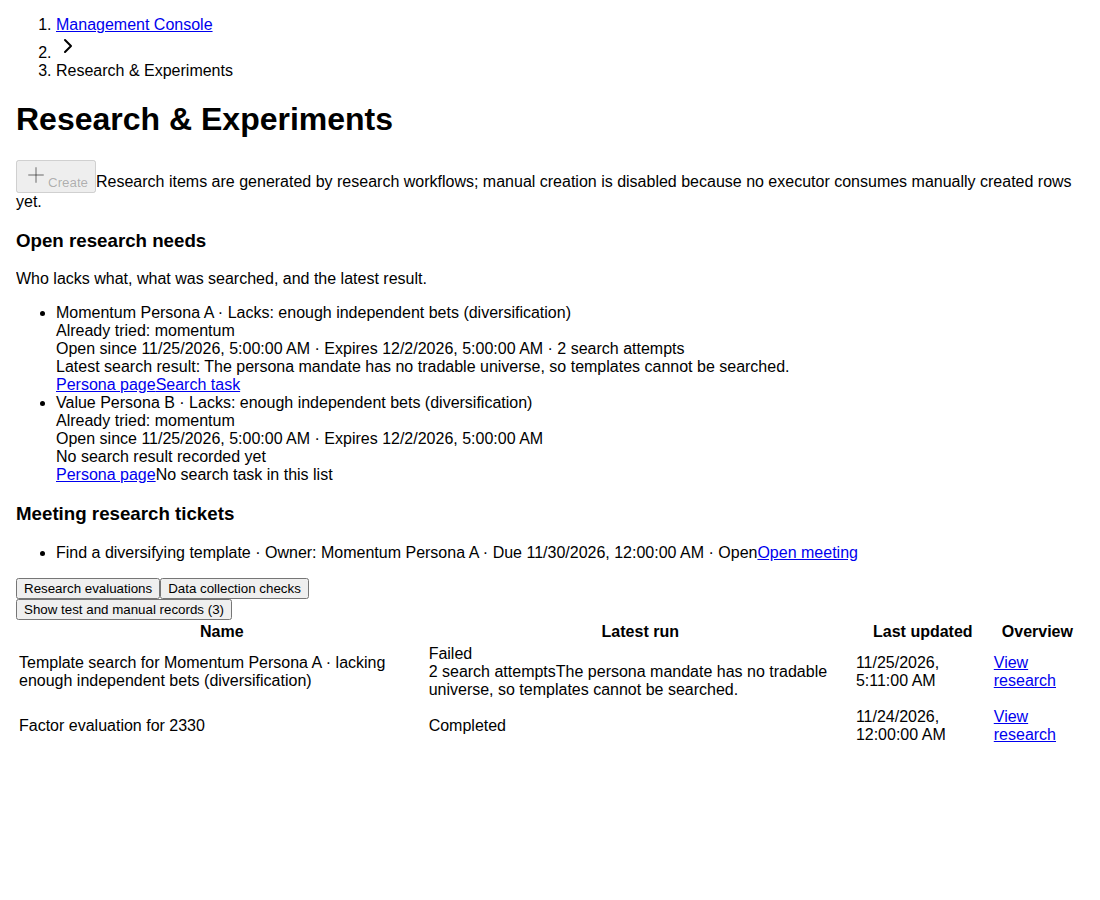 1. Management Console
2.
3. Research & Experiments
Research & Experiments
Create Research items are generated by research workflows; manual creation is disabled because no executor consumes manually created rows
yet.
Open research needs
Who lacks what, what was searched, and the latest result.
• Momentum Persona A · Lacks: enough independent bets (diversification)
Already tried: momentum
Open since 11/25/2026, 5:00:00 AM · Expires 12/2/2026, 5:00:00 AM · 2 search attempts
Latest search result: The persona mandate has no tradable universe, so templates cannot be searched.
Persona pageSearch task
• Value Persona B · Lacks: enough independent bets (diversification)
Already tried: momentum
Open since 11/25/2026, 5:00:00 AM · Expires 12/2/2026, 5:00:00 AM
No search result recorded yet
Persona pageNo search task in this list
Meeting research tickets
• Find a diversifying template · Owner: Momentum Persona A · Due 11/30/2026, 12:00:00 AM · OpenOpen meeting
Research evaluations Data collection checks
Show test and manual records (3)
Name Latest run Last updated Overview
Template search for Momentum Persona A · lacking
enough independent bets (diversification)
Failed
2 search attemptsThe persona mandate has no tradable
universe, so templates cannot be searched.
11/25/2026,
5:11:00 AM
View
research
Factor evaluation for 2330
Completed
11/24/2026,
12:00:00 AM
View
research